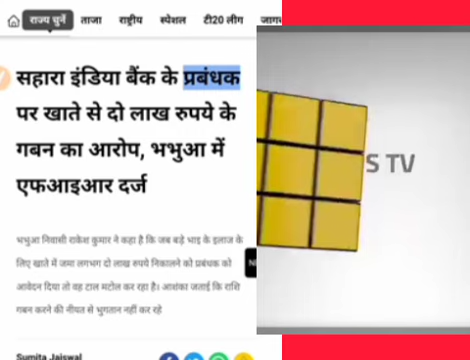 राज्य चुनें ताजा राष्ट्रीय स्पेशल टी20 लीग जागर
सहारा इंडिया बैंक के प्रबंधक
पर खाते से दो लाख रुपये के
गबन का आरोप, भभुआ में
एफआइआर दर्ज
भभुआ निवासी राकेश कुमार ने कहा है कि जब बड़े भाइ के इलाज के
लिए खाते में जमा लगभग दो लाख रुपये निकालने को प्रबंधक को
आवेदन दिया तो वह टाल मटोल कर रहा है। आशंका जताई कि राशि
गबन करने की नीयत से भुगतान नहीं कर रहे
Sumita Jaiswal
S TV